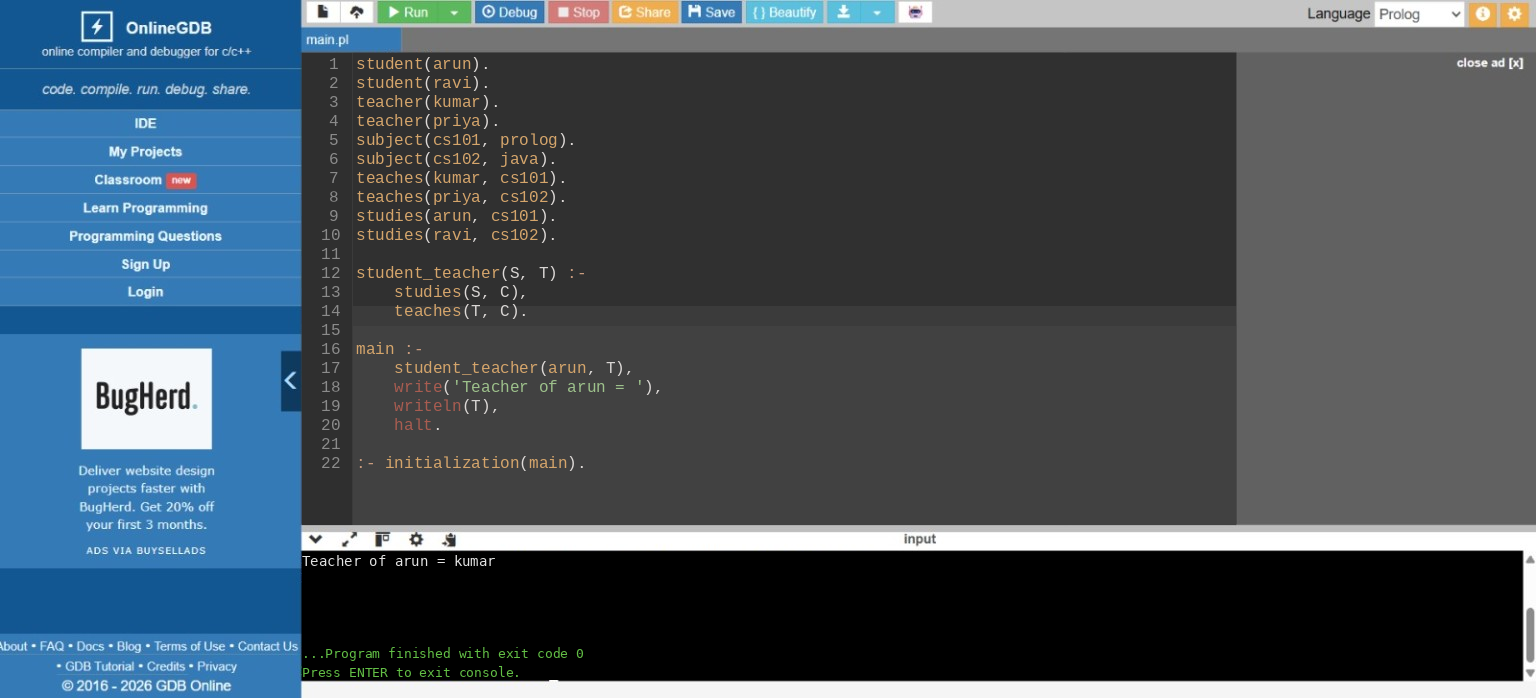 OnlineGDB
online compiler and debugger for c/c++
code. compile. run. debug. share.
IDE
My Projects
Classroom new
Learn Programming
Programming Questions
Sign Up
Login
BugHerd.
Deliver website design
projects faster with
BugHerd. Get 20% off
your first 3 months.
ADS VIA BUYSELLADS
About • FAQ • Docs • Blog • Terms of Use • Contact Us
• GDB Tutorial • Credits • Privacy
© 2016 - 2026 GDB Online
Run Debug Stop Share Save { } Beautify Language Prolog
main.pl
close ad [x]
1 student(arun).
2 student(ravi).
3 teacher(kumar).
4 teacher(priya).
5 subject(cs101, prolog).
6 subject(cs102, java).
7 teaches(kumar, cs101).
8 teaches(priya, cs102).
9 studies(arun, cs101).
10 studies(ravi, cs102).
11
12 student_teacher(S, T) :-
13     studies(S, C),
14     teaches(T, C).
15
16 main :-
17     student_teacher(arun, T),
18     write('Teacher of arun = '),
19     writeln(T),
20     halt.
21
22 :- initialization(main).
input
Teacher of arun = kumar
...Program finished with exit code 0
Press ENTER to exit console.